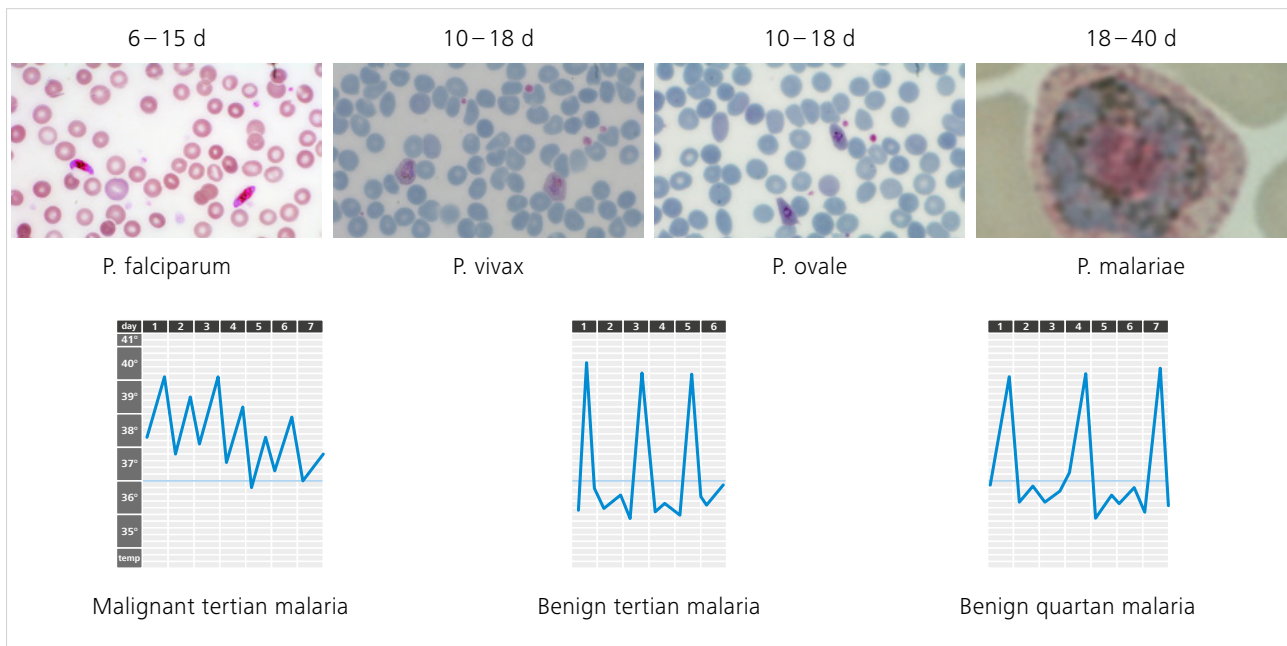 6–15 d
10–18 d
10–18 d
18–40 d
P. falciparum
P. vivax
P. ovale
P. malariae
day 1 2 3 4 5 6 7
41°
40°
39°
38°
37°
36°
35°
temp
1 2 3 4 5 6
1 2 3 4 5 6 7
Malignant tertian malaria
Benign tertian malaria
Benign quartan malaria